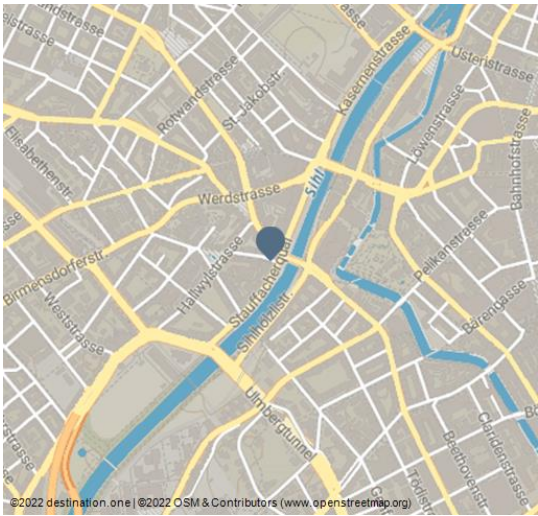 Rotwandstrasse
St. Jakobstr.
Kasernenstrasse
Usteristrasse
Löwenstrasse
Bahnhofstrasse
Elisabethenstr.
Sihl
Werdstrasse
Pelikanstrasse
Hallwylstrasse
Stauffacherquai
Birmensdorferstr.
Bärengasse
Sihlhölzlistr.
Weststrasse
Ulmbergtunnel
Claridenstrasse
Beethovenstr.
Tödistr
©2022 destination.one | ©2022 OSM & Contributors (www.openstreetmap.org)